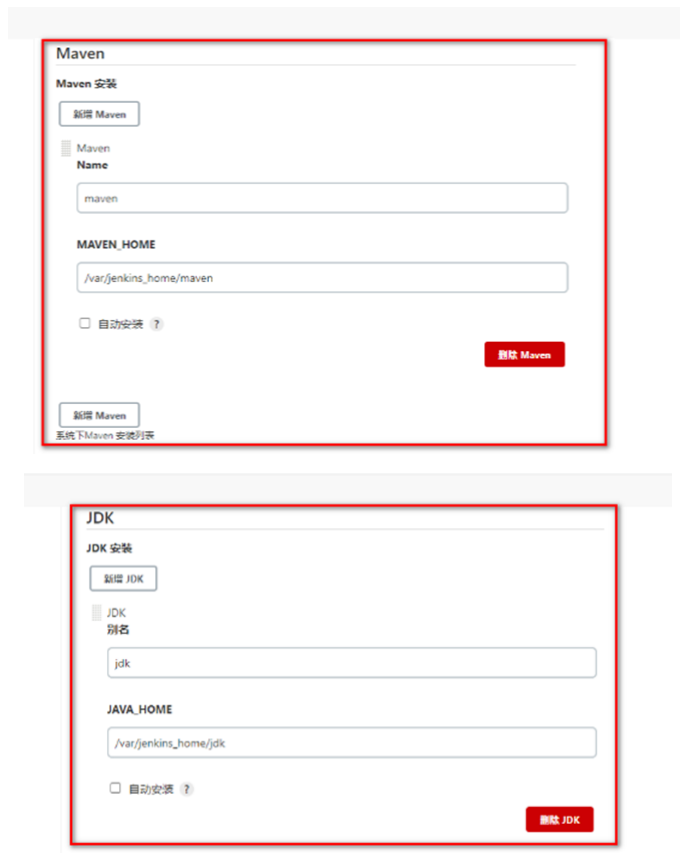 Maven
Maven 安装
新增 Maven
Maven
Name
maven
MAVEN_HOME
/var/jenkins_home/maven
自动安装 ?
删除 Maven
新增 Maven
系统下Maven 安装列表
JDK
JDK 安装
新增 JDK
JDK
别名
jdk
JAVA_HOME
/var/jenkins_home/jdk
自动安装 ?
删除 JDK